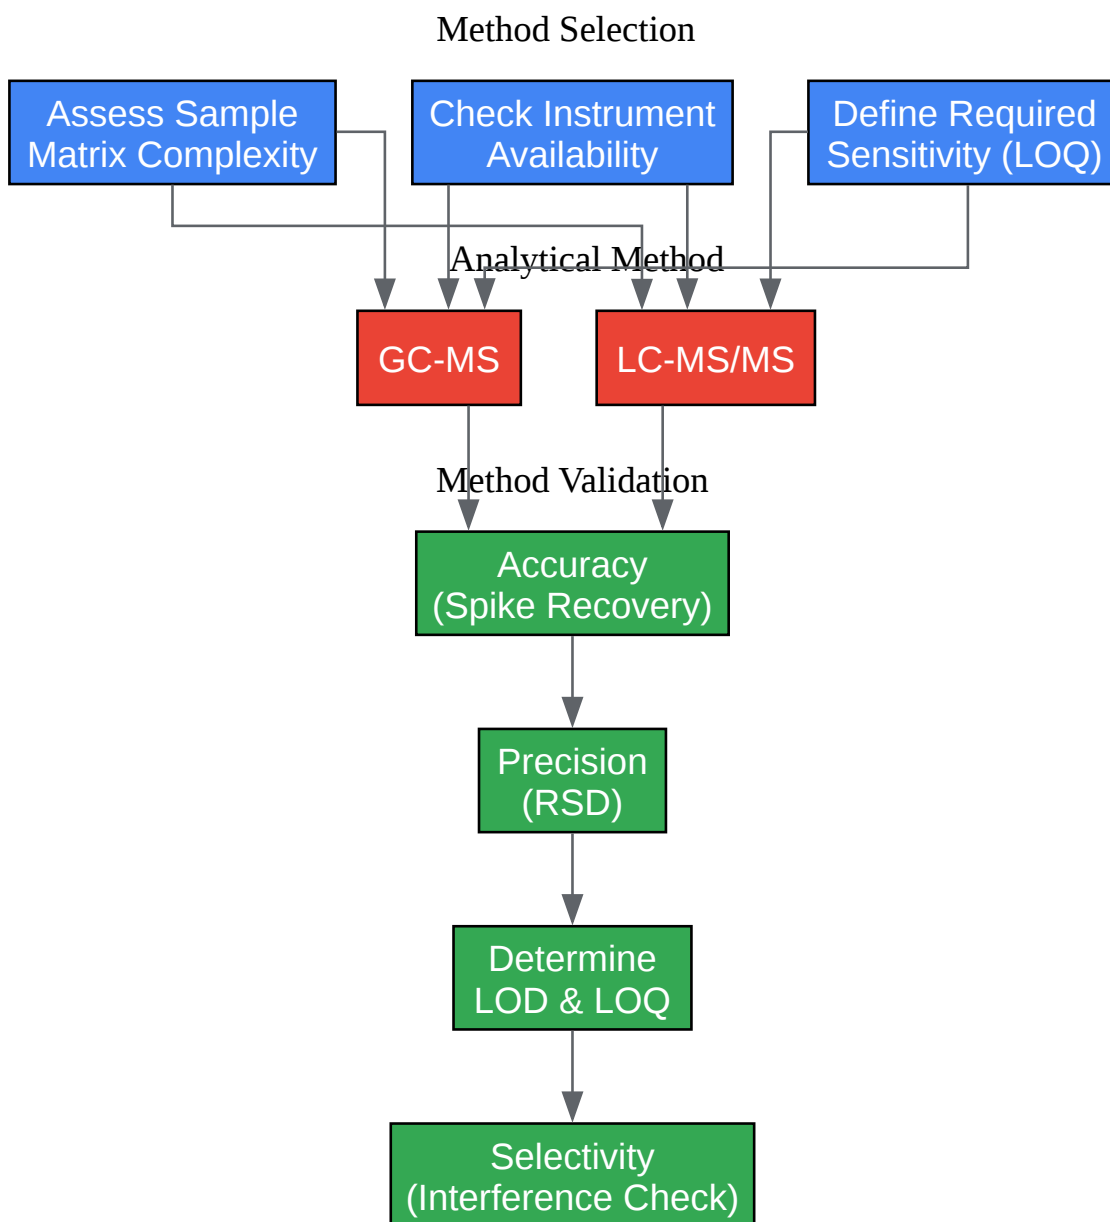 Method Selection
Assess Sample
Matrix Complexity
Check Instrument
Availability
Define Required
Sensitivity (LOQ)
Analytical Method
GC-MS
LC-MS/MS
Method Validation
Accuracy
(Spike Recovery)
Precision
(RSD)
Determine
LOD & LOQ
Selectivity
(Interference Check)